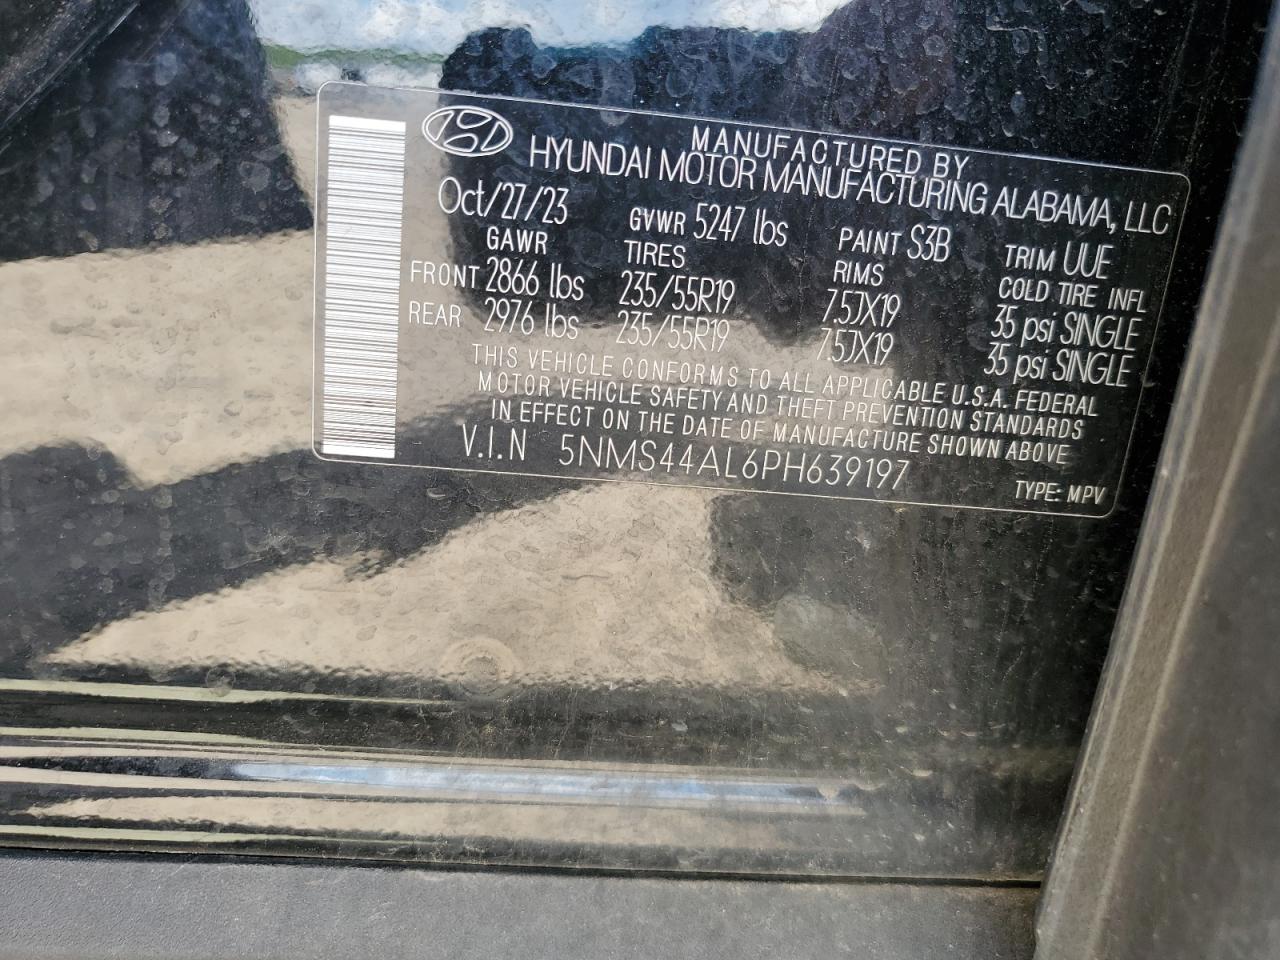 MANUFACTURED BY
HYUNDAI MOTOR MANUFACTURING ALABAMA, LLC
Oct/27/23 GVWR 5247 lbs PAINT S3B TRIM UUE
GAWR TIRES RIMS COLD TIRE INFL
FRONT 2866 lbs 235/55R19 7.5JX19 35 psi SINGLE
REAR 2976 lbs 235/55R19 7.5JX19 35 psi SINGLE
THIS VEHICLE CONFORMS TO ALL APPLICABLE U.S.A. FEDERAL
MOTOR VEHICLE SAFETY AND THEFT PREVENTION STANDARDS
IN EFFECT ON THE DATE OF MANUFACTURE SHOWN ABOVE
V.I.N 5NMS44AL6PH639197
TYPE: MPV